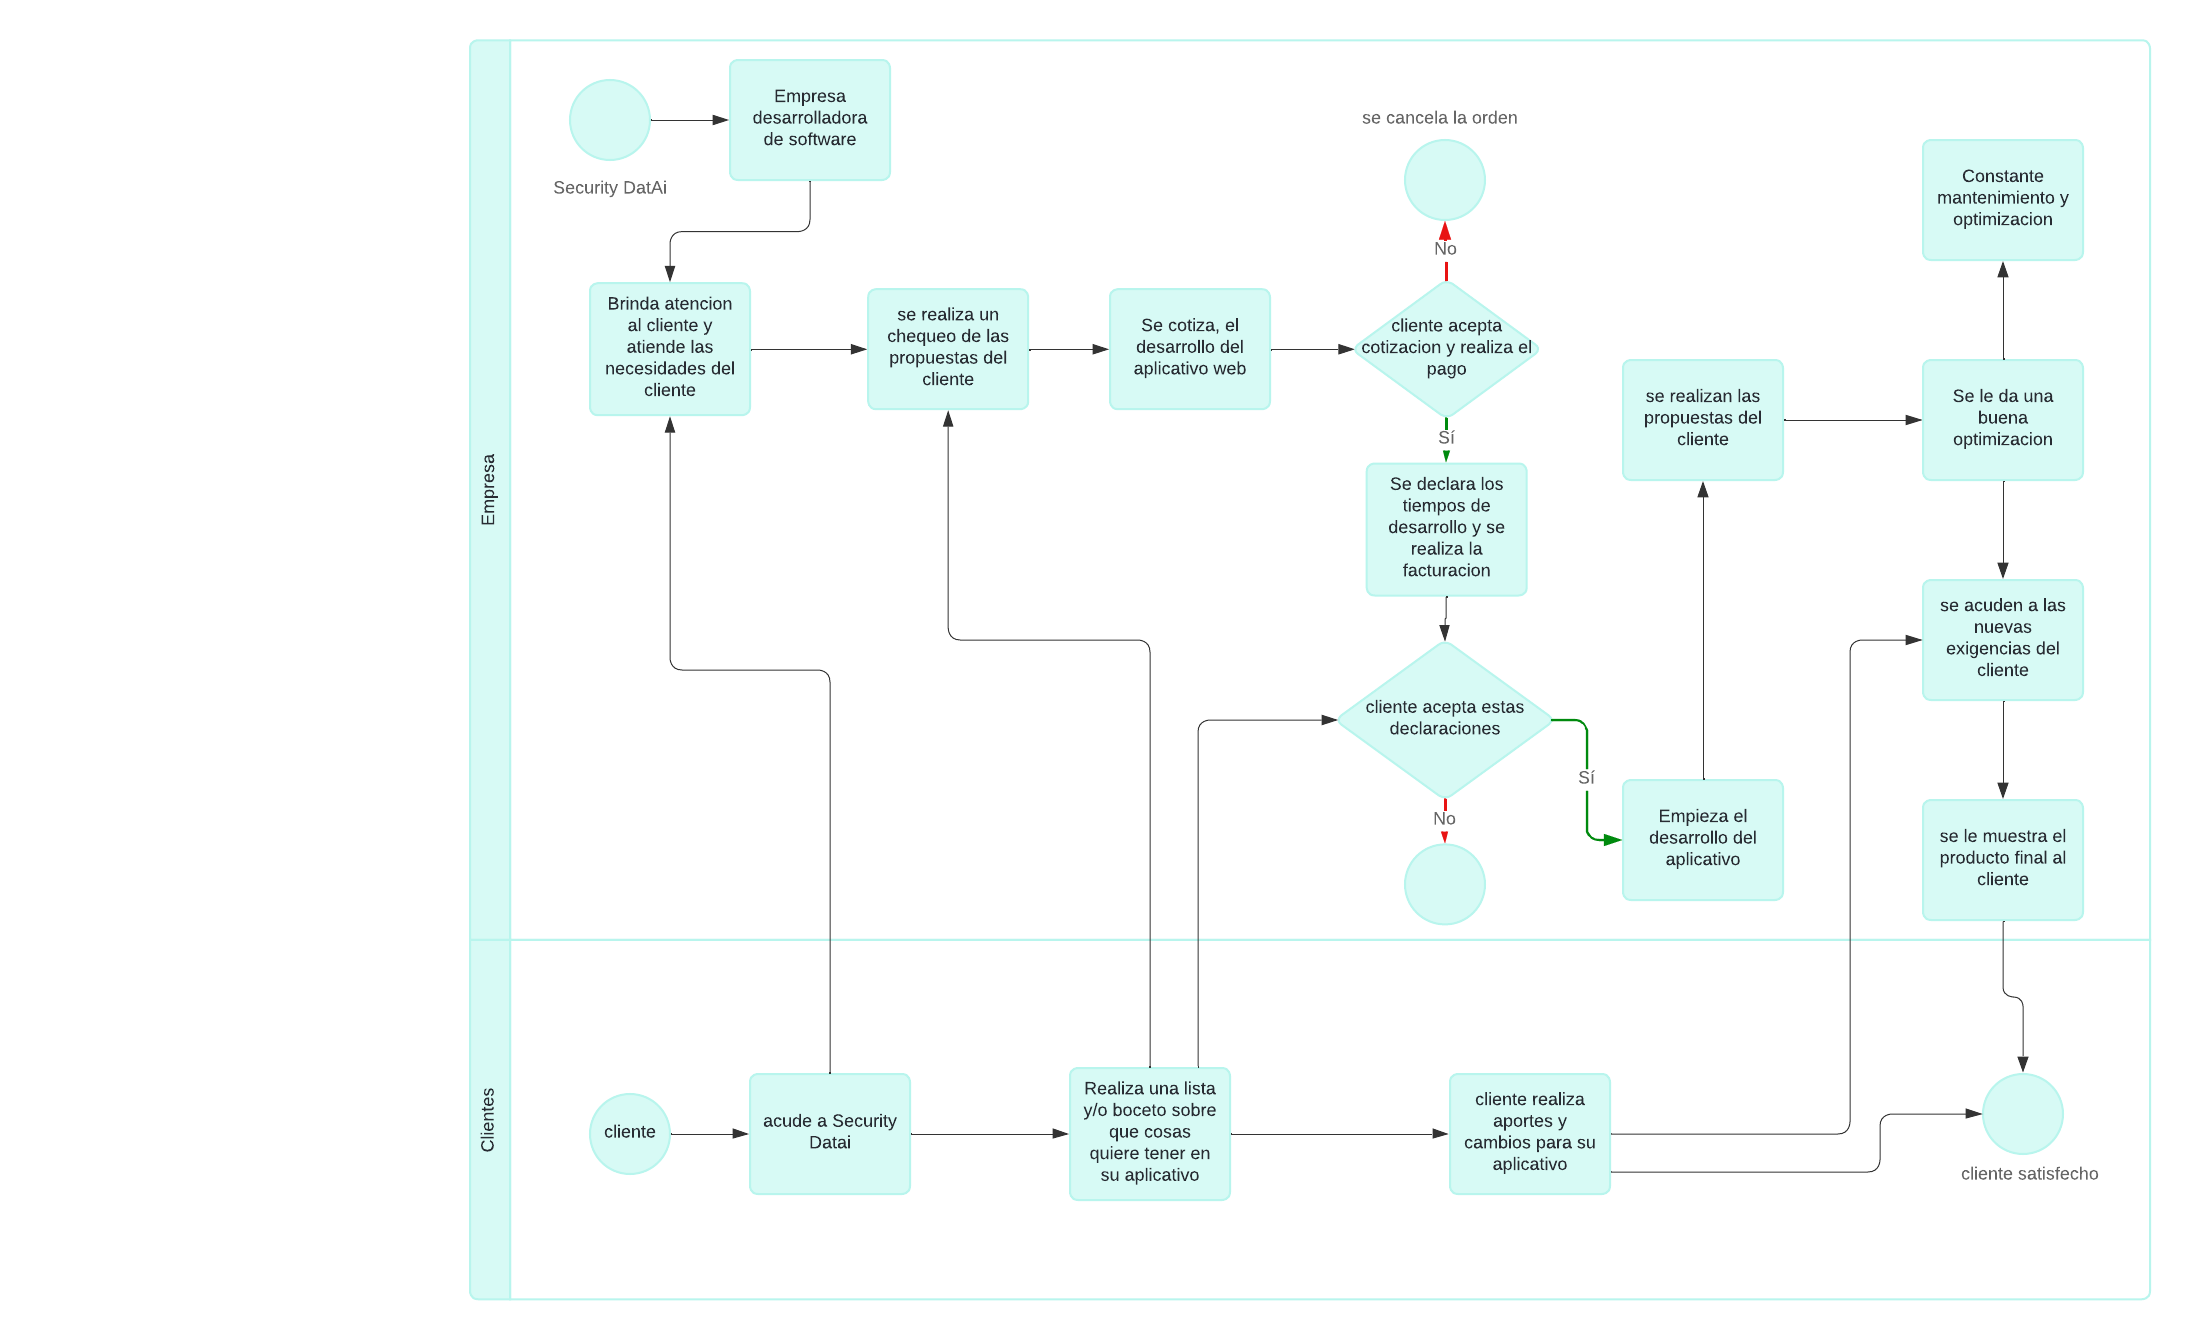 Empresa
Clientes
Security DatAi
Empresa
desarrolladora
de software
Brinda atencion
al cliente y
atiende las
necesidades del
cliente
se realiza un
chequeo de las
propuestas del
cliente
Se cotiza, el
desarrollo del
aplicativo web
se cancela la orden
No
cliente acepta
cotizacion y realiza el
pago
Sí
Se declara los
tiempos de
desarrollo y se
realiza la
facturacion
cliente acepta estas
declaraciones
Sí
No
Empieza el
desarrollo del
aplicativo
se realizan las
propuestas del
cliente
Se le da una
buena
optimizacion
Constante
mantenimiento y
optimizacion
se acuden a las
nuevas
exigencias del
cliente
se le muestra el
producto final al
cliente
cliente
acude a Security
Datai
Realiza una lista
y/o boceto sobre
que cosas
quiere tener en
su aplicativo
cliente realiza
aportes y
cambios para su
aplicativo
cliente satisfecho